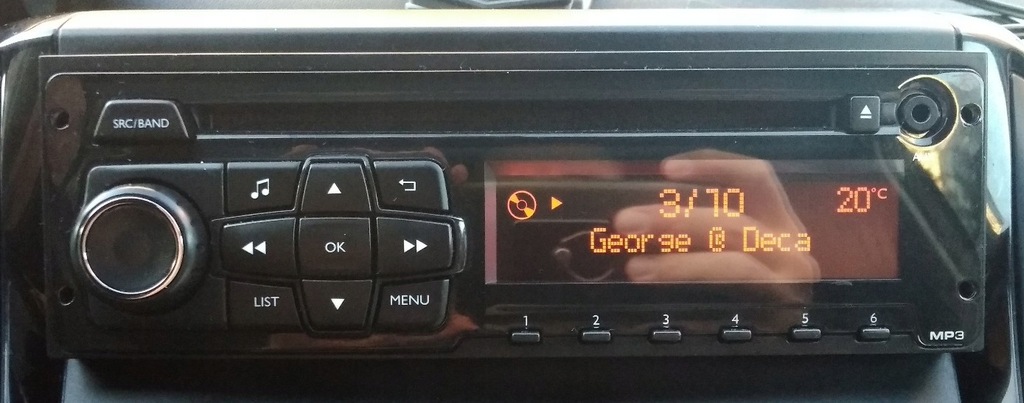 SRC/BAND
3/10
20°C
George @ Deca
OK
LIST
MENU
1 2 3 4 5 6
MP3